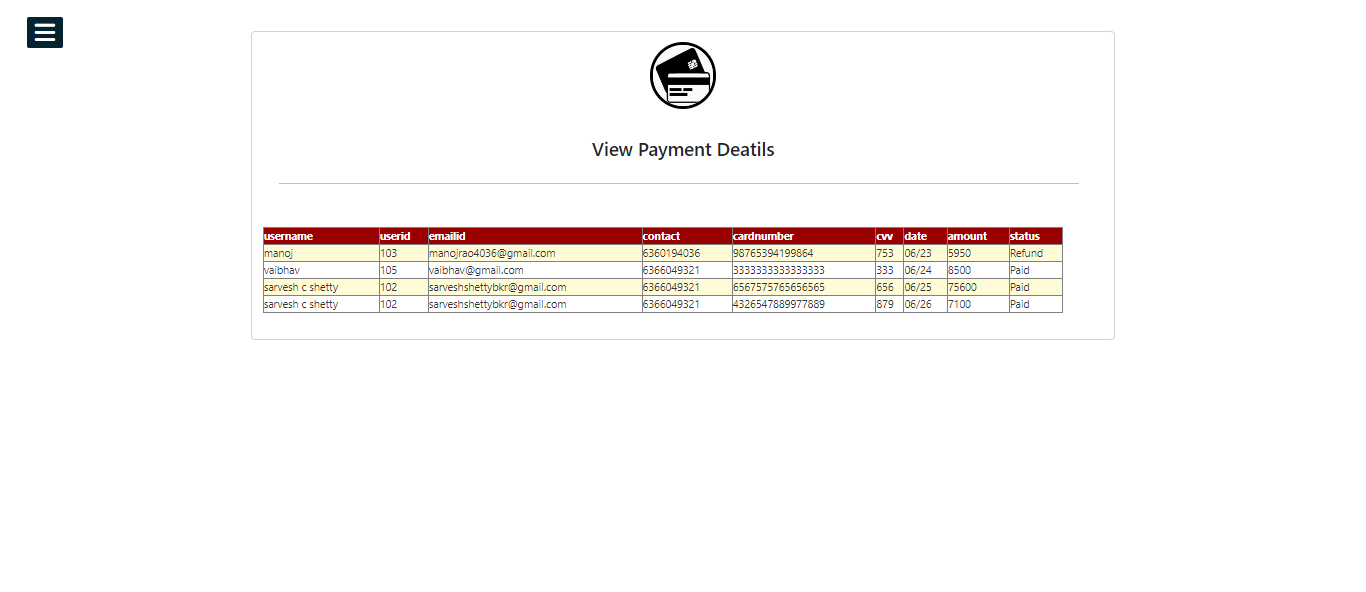 View Payment Deatils
username userid emailid contact cardnumber cvv date amount status
manoj 103 manojrao4036@gmail.com 6360194036 98765394199864 753 06/23 5950 Refund
vaibhav 105 vaibhav@gmail.com 6366049321 3333333333333333 333 06/24 8500 Paid
sarvesh c shetty 102 sarveshshettybkr@gmail.com 6366049321 6567575765656565 656 06/25 75600 Paid
sarvesh c shetty 102 sarveshshettybkr@gmail.com 6366049321 4326547889977889 879 06/26 7100 Paid